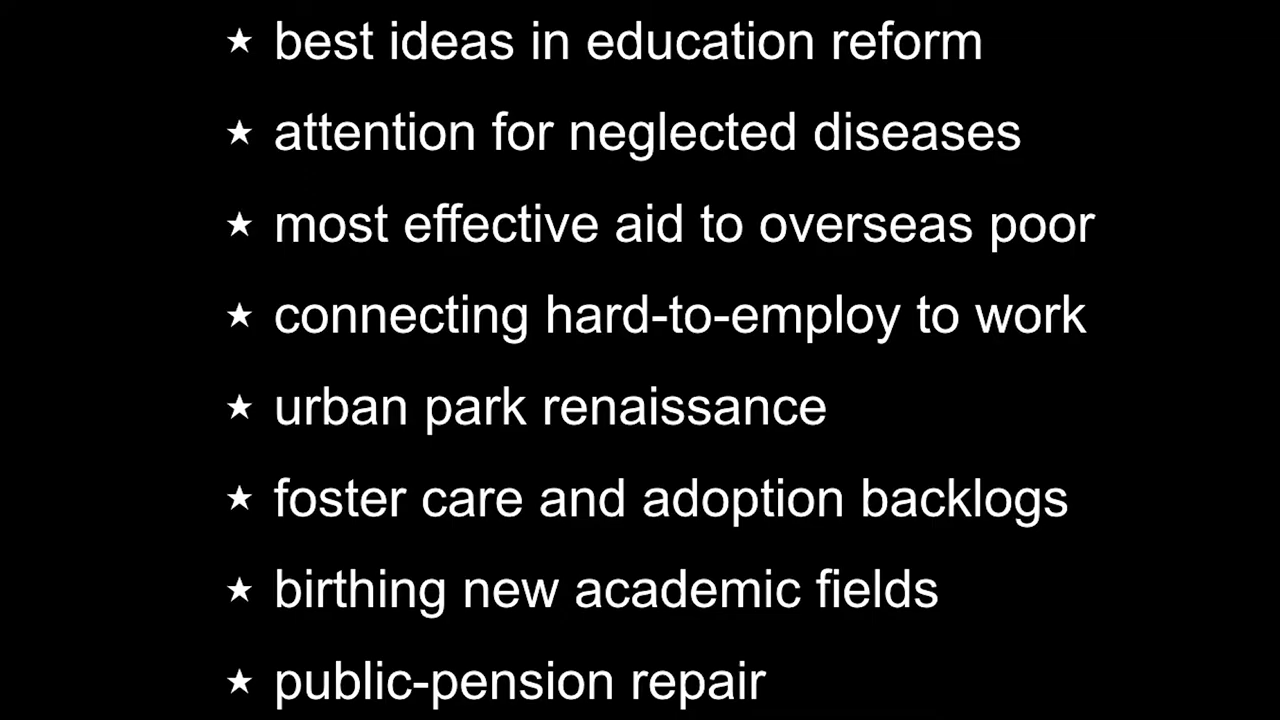 ★ best ideas in education reform
★ attention for neglected diseases
★ most effective aid to overseas poor
★ connecting hard-to-employ to work
★ urban park renaissance
★ foster care and adoption backlogs
★ birthing new academic fields
★ public-pension repair